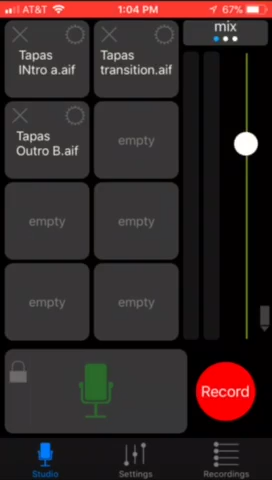 AT&T 1:04 PM 67%
mix
Tapas
INtro a.aif
Tapas
transition.aif
Tapas
Outro B.aif
empty
empty
empty
empty
empty
Record
Studio Settings Recordings